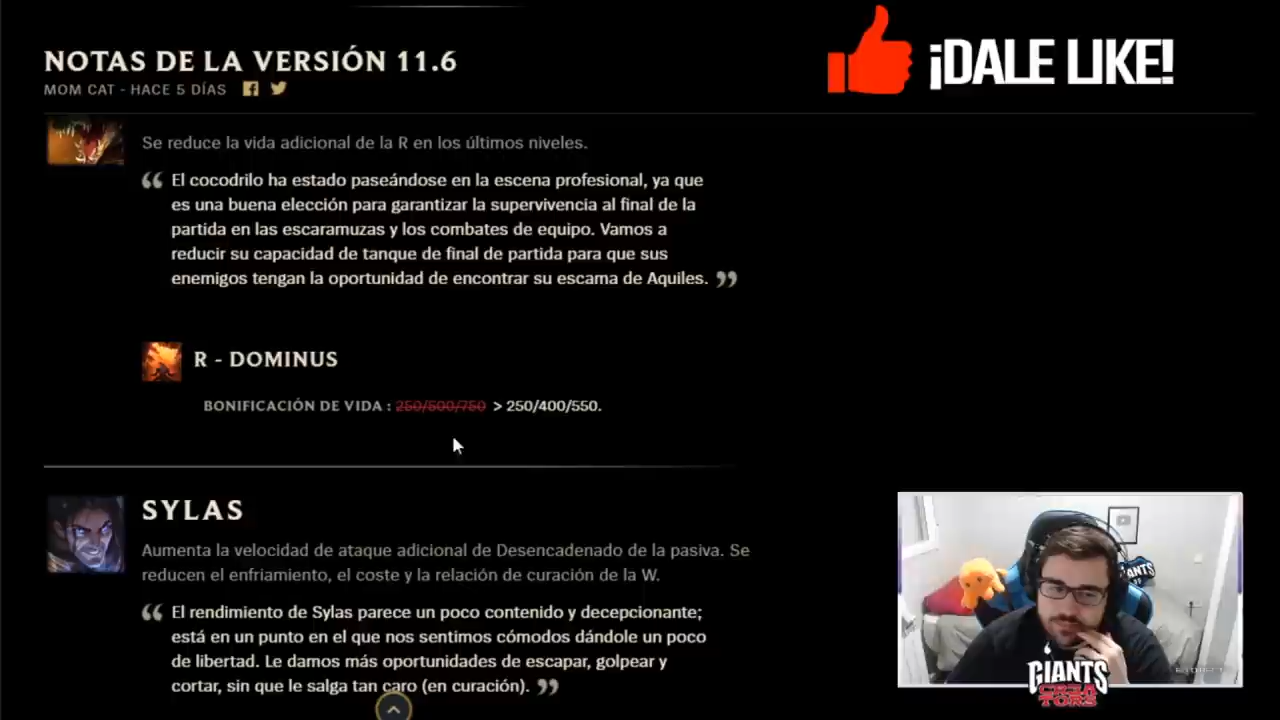 NOTAS DE LA VERSIÓN 11.6
MOM CAT - HACE 5 DÍAS
¡DALE LIKE!
Se reduce la vida adicional de la R en los últimos niveles.
“ El cocodrilo ha estado paseándose en la escena profesional, ya que
es una buena elección para garantizar la supervivencia al final de la
partida en las escaramuzas y los combates de equipo. Vamos a
reducir su capacidad de tanque de final de partida para que sus
enemigos tengan la oportunidad de encontrar su escama de Aquiles. ”
R - DOMINUS
BONIFICACIÓN DE VIDA : 250/500/750 > 250/400/550.
SYLAS
Aumenta la velocidad de ataque adicional de Desencadenado de la pasiva. Se
reducen el enfriamiento, el coste y la relación de curación de la W.
“ El rendimiento de Sylas parece un poco contenido y decepcionante;
está en un punto en el que nos sentimos cómodos dándole un poco
de libertad. Le damos más oportunidades de escapar, golpear y
cortar, sin que le salga tan caro (en curación). ”
GIANTS
CREA
TORS